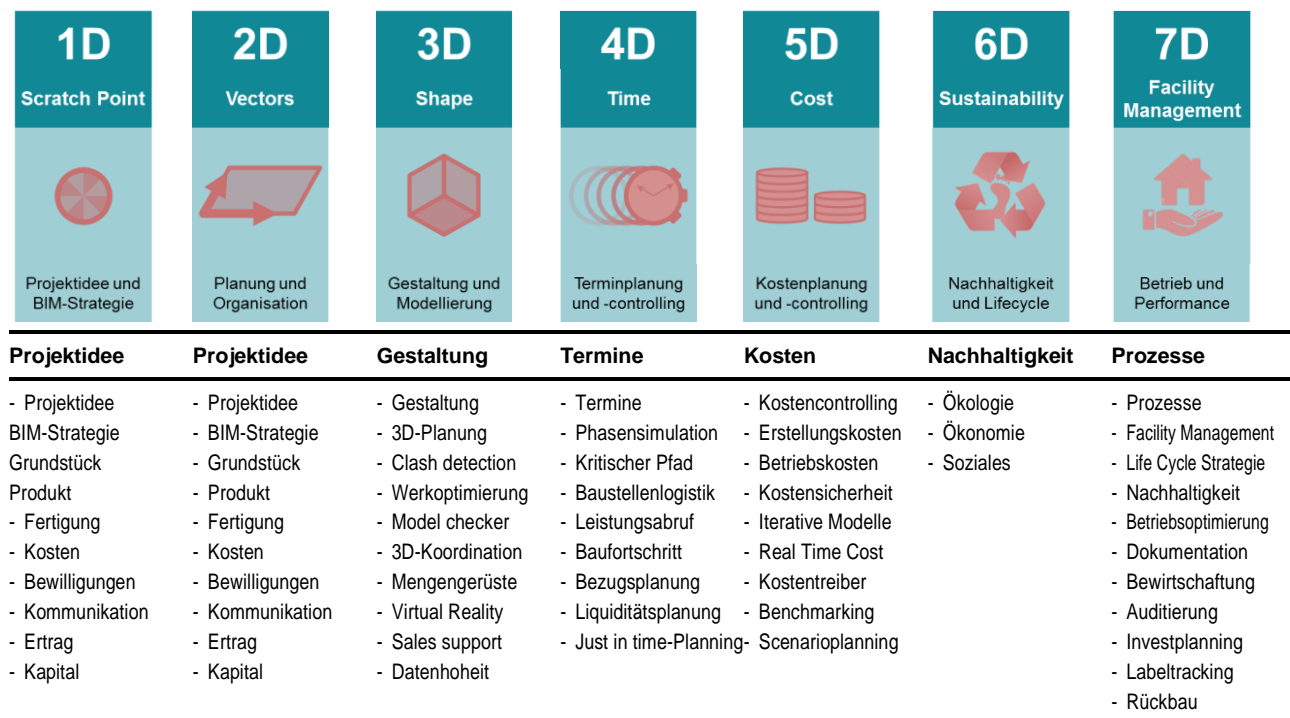 1D
Scratch Point
Projektidee und
BIM-Strategie
2D
Vectors
Planung und
Organisation
3D
Shape
Gestaltung und
Modellierung
4D
Time
Terminplanung
und -controlling
5D
Cost
Kostenplanung
und -controlling
6D
Sustainability
Nachhaltigkeit
und Lifecycle
7D
Facility
Management
Betrieb und
Performance
Projektidee
- Projektidee
BIM-Strategie
Grundstück
Produkt
- Fertigung
- Kosten
- Bewilligungen
- Kommunikation
- Ertrag
- Kapital
Projektidee
- Projektidee
- BIM-Strategie
- Grundstück
- Produkt
- Fertigung
- Kosten
- Bewilligungen
- Kommunikation
- Ertrag
- Kapital
Gestaltung
- Gestaltung
- 3D-Planung
- Clash detection
- Werkoptimierung
- Model checker
- 3D-Koordination
- Mengengerüste
- Virtual Reality
- Sales support
- Datenhoheit
Termine
- Termine
- Phasensimulation
- Kritischer Pfad
- Baustellenlogistik
- Leistungsabruf
- Baufortschritt
- Bezugsplanung
- Liquiditätsplanung
- Just in time-Planning
Kosten
- Kostencontrolling
- Erstellungskosten
- Betriebskosten
- Kostensicherheit
- Iterative Modelle
- Real Time Cost
- Kostentreiber
- Benchmarking
- Scenarioplanning
Nachhaltigkeit
- Ökologie
- Ökonomie
- Soziales
Prozesse
- Prozesse
- Facility Management
- Life Cycle Strategie
- Nachhaltigkeit
- Betriebsoptimierung
- Dokumentation
- Bewirtschaftung
- Auditierung
- Investplanning
- Labeltracking
- Rückbau